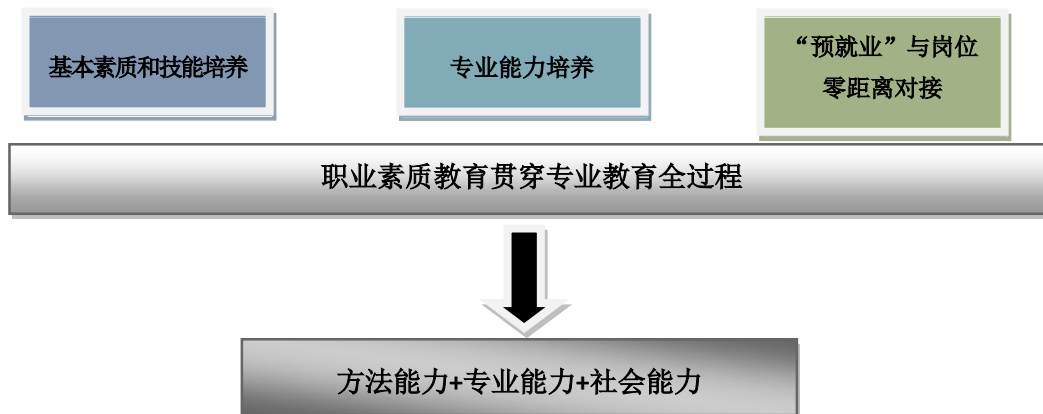 基本素质和技能培养
专业能力培养
“预就业”与岗位
零距离对接
职业素质教育贯穿专业教育全过程
方法能力+专业能力+社会能力